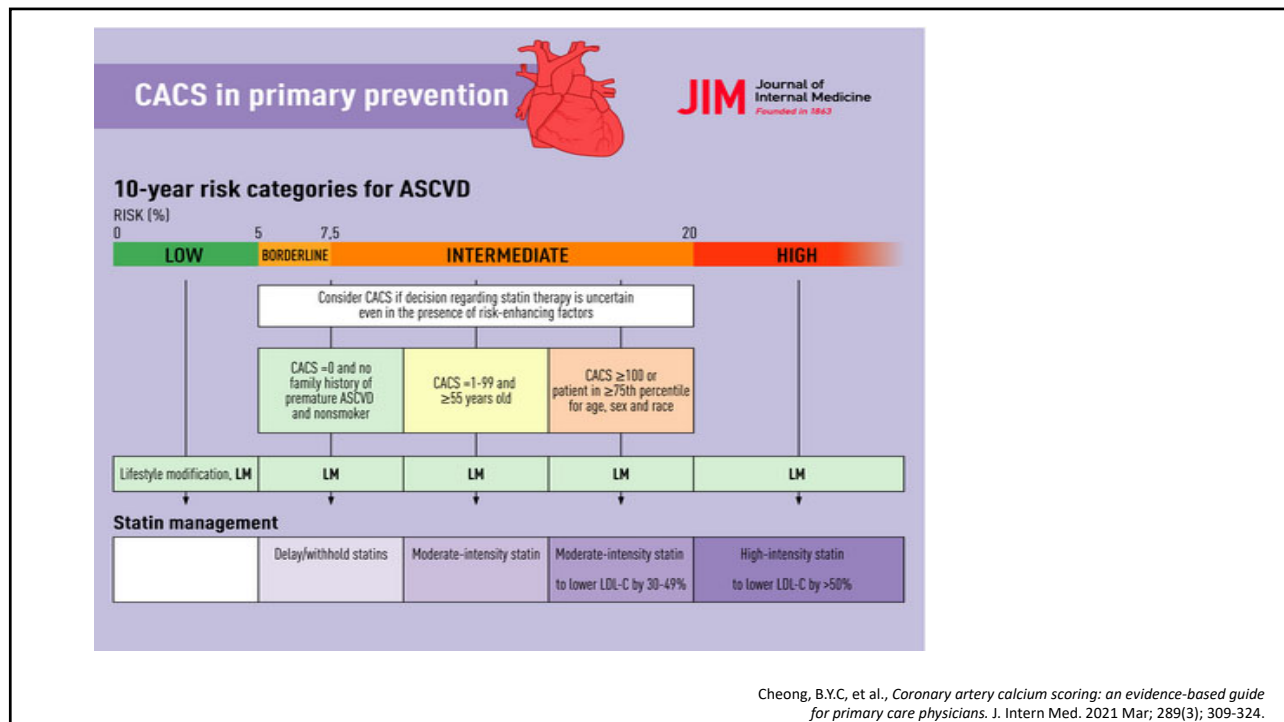 CACS in primary prevention
JIM
Journal of
Internal Medicine
Founded in 1863
10-year risk categories for ASCVD
RISK (%)
0 5 7,5 20
LOW BORDERLINE INTERMEDIATE HIGH
Consider CACS if decision regarding statin therapy is uncertain
even in the presence of risk-enhancing factors
CACS =0 and no
family history of
premature ASCVD
and nonsmoker
CACS =1-99 and
≥55 years old
CACS ≥100 or
patient in ≥75th percentile
for age, sex and race
Lifestyle modification, LM LM LM LM LM
Statin management
Delay/withhold statins
Moderate-intensity statin
Moderate-intensity statin
to lower LDL-C by 30-49%
High-intensity statin
to lower LDL-C by >50%
Cheong, B.Y.C, et al., Coronary artery calcium scoring: an evidence-based guide
for primary care physicians. J. Intern Med. 2021 Mar; 289(3); 309-324.